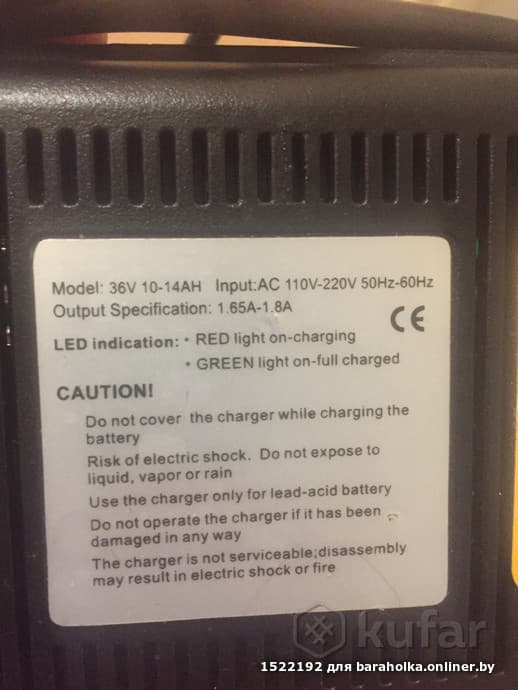 Model: 36V 10-14AH Input:AC 110V-220V 50Hz-60Hz
Output Specification: 1.65A-1.8A
CE
LED indication: • RED light on-charging
• GREEN light on-full charged
CAUTION!
Do not cover the charger while charging the
battery
Risk of electric shock. Do not expose to
liquid, vapor or rain
Use the charger only for lead-acid battery
Do not operate the charger if it has been
damaged in any way
The charger is not serviceable;disassembly
may result in electric shock or fire
kufar
1522192 для baraholka.onliner.by